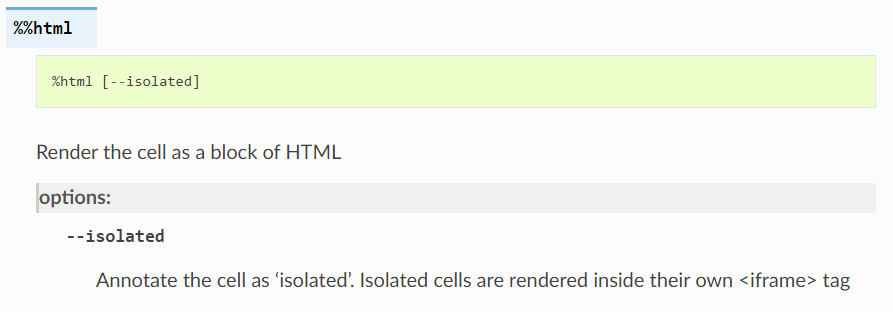 %%html
%html [--isolated]
Render the cell as a block of HTML
options:
--isolated
Annotate the cell as ‘isolated’. Isolated cells are rendered inside their own <iframe> tag